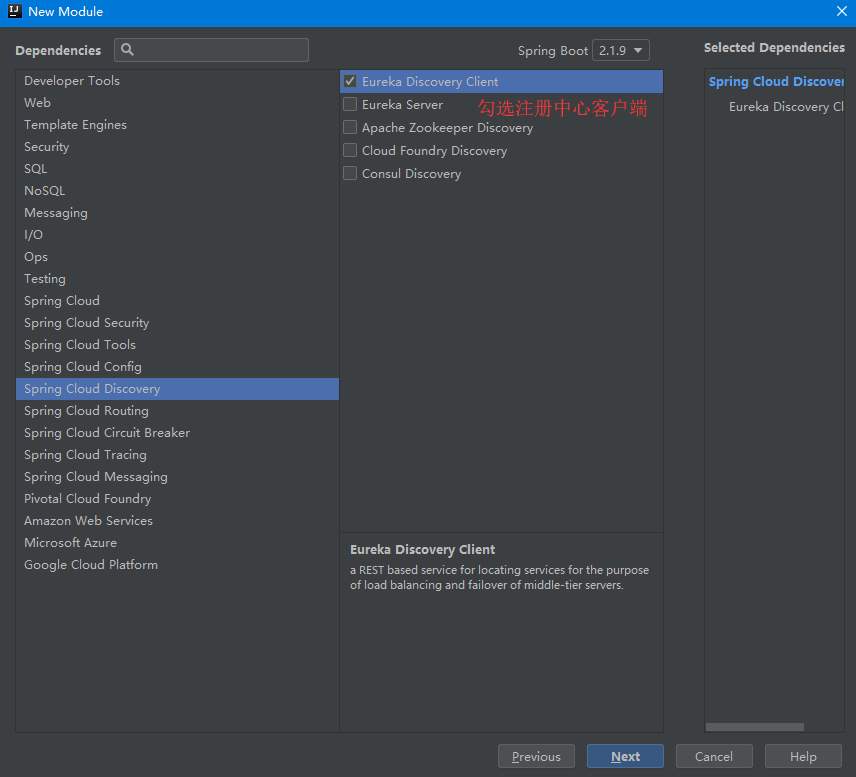 New Module
Dependencies
Spring Boot 2.1.9
Selected Dependencies
Developer Tools
Web
Template Engines
Security
SQL
NoSQL
Messaging
I/O
Ops
Testing
Spring Cloud
Spring Cloud Security
Spring Cloud Tools
Spring Cloud Config
Spring Cloud Discovery
Spring Cloud Routing
Spring Cloud Circuit Breaker
Spring Cloud Tracing
Spring Cloud Messaging
Pivotal Cloud Foundry
Amazon Web Services
Microsoft Azure
Google Cloud Platform
Eureka Discovery Client
Eureka Server
勾选注册中心客户端
Apache Zookeeper Discovery
Cloud Foundry Discovery
Consul Discovery
Eureka Discovery Client
a REST based service for locating services for the purpose
of load balancing and failover of middle-tier servers.
Spring Cloud Discover
Eureka Discovery Cl
Previous
Next
Cancel
Help